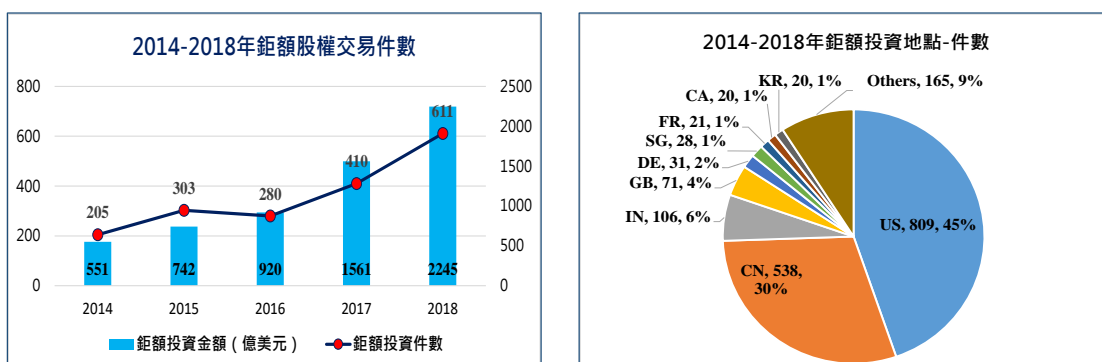 2014-2018年鉅額股權交易件數
800
600
400
200
0
2500
2000
1500
1000
500
0
205
303
280
410
611
551
742
920
1561
2245
2014
2015
2016
2017
2018
鉅額投資金額（億美元）
鉅額投資件數
2014-2018年鉅額投資地點-件數
KR, 20, 1%
Others, 165, 9%
CA, 20, 1%
FR, 21, 1%
SG, 28, 1%
DE, 31, 2%
GB, 71, 4%
IN, 106, 6%
US, 809, 45%
CN, 538,
30%